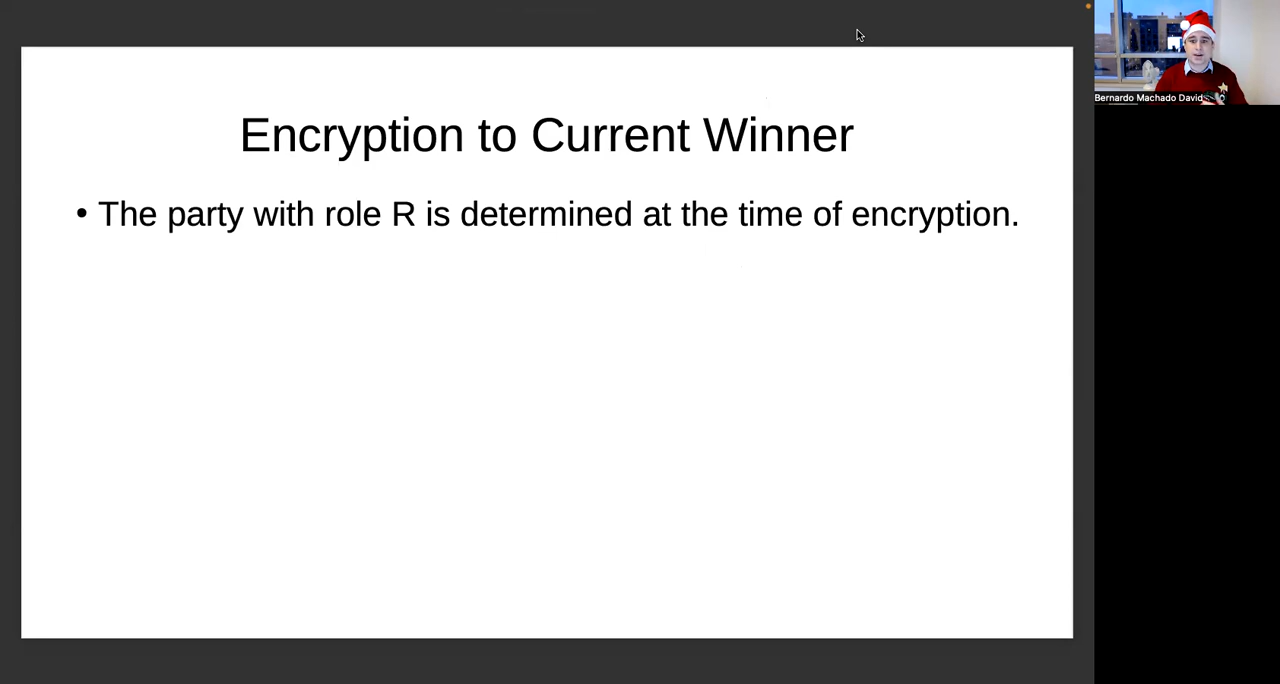 Encryption to Current Winner
• The party with role R is determined at the time of encryption.
Bernardo Machado David